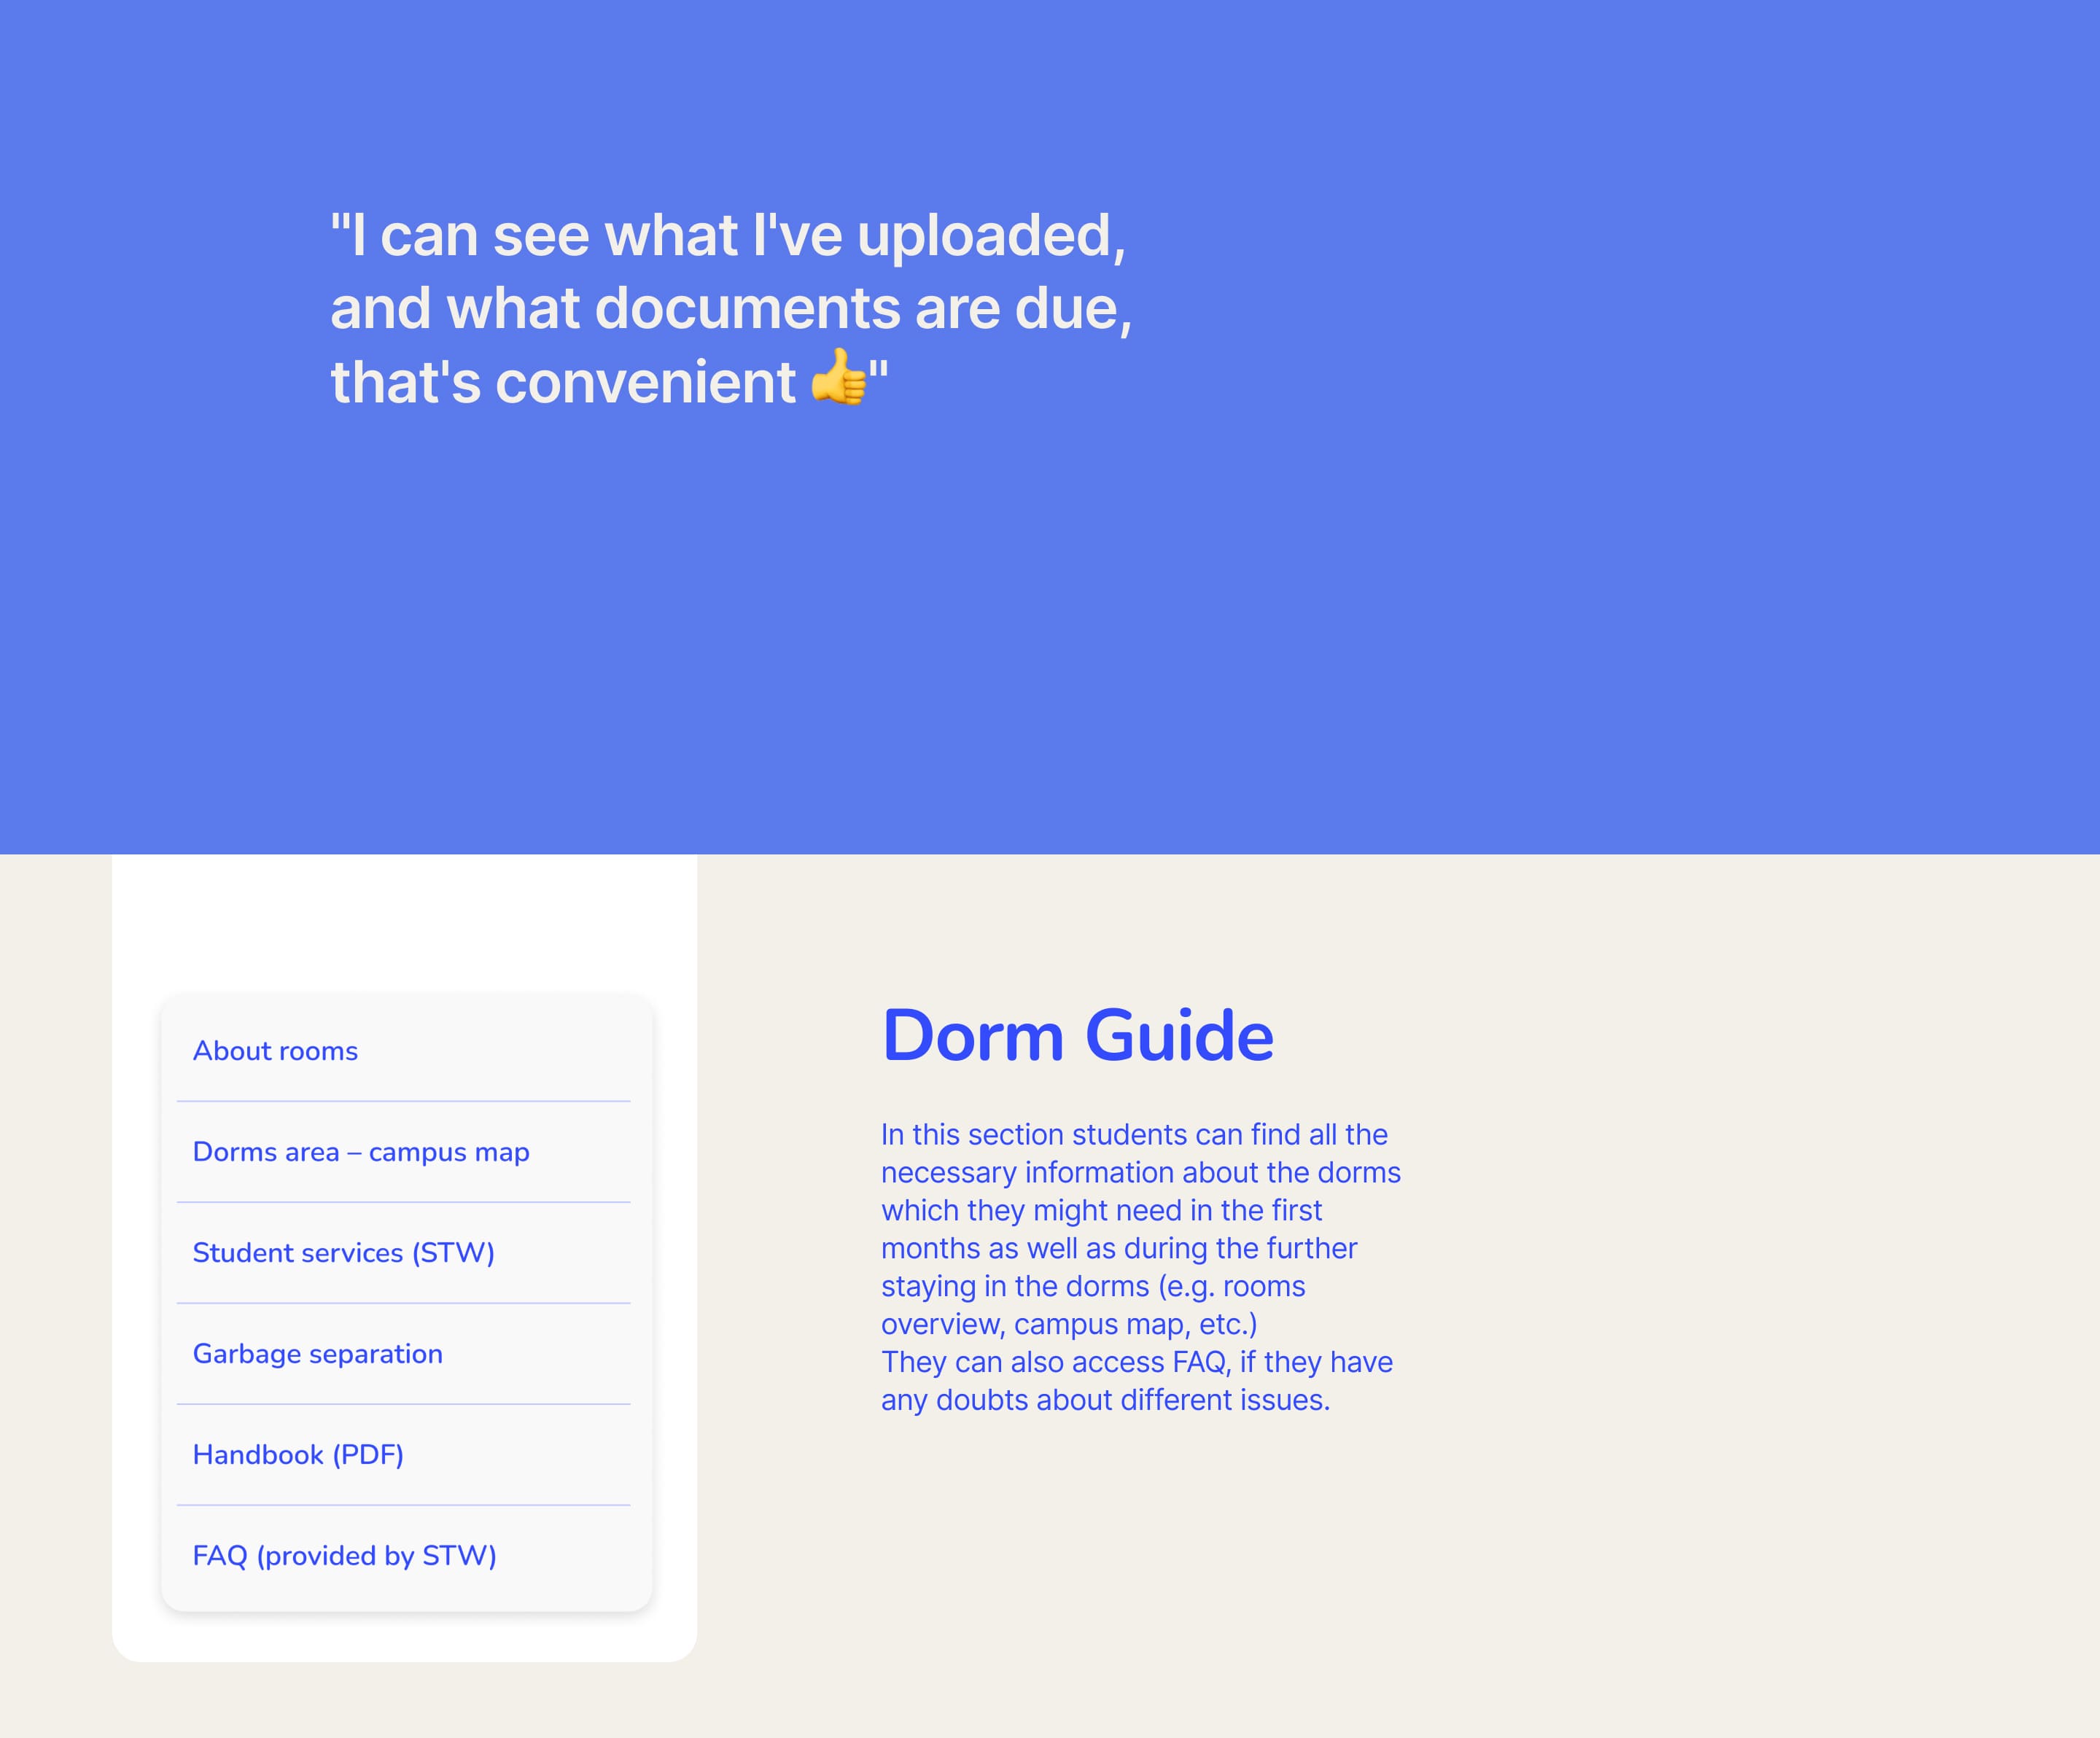 "I can see what I've uploaded,
and what documents are due,
that's convenient 👍"
About rooms
Dorms area – campus map
Student services (STW)
Garbage separation
Handbook (PDF)
FAQ (provided by STW)
Dorm Guide
In this section students can find all the
necessary information about the dorms
which they might need in the first
months as well as during the further
staying in the dorms (e.g. rooms
overview, campus map, etc.)
They can also access FAQ, if they have
any doubts about different issues.